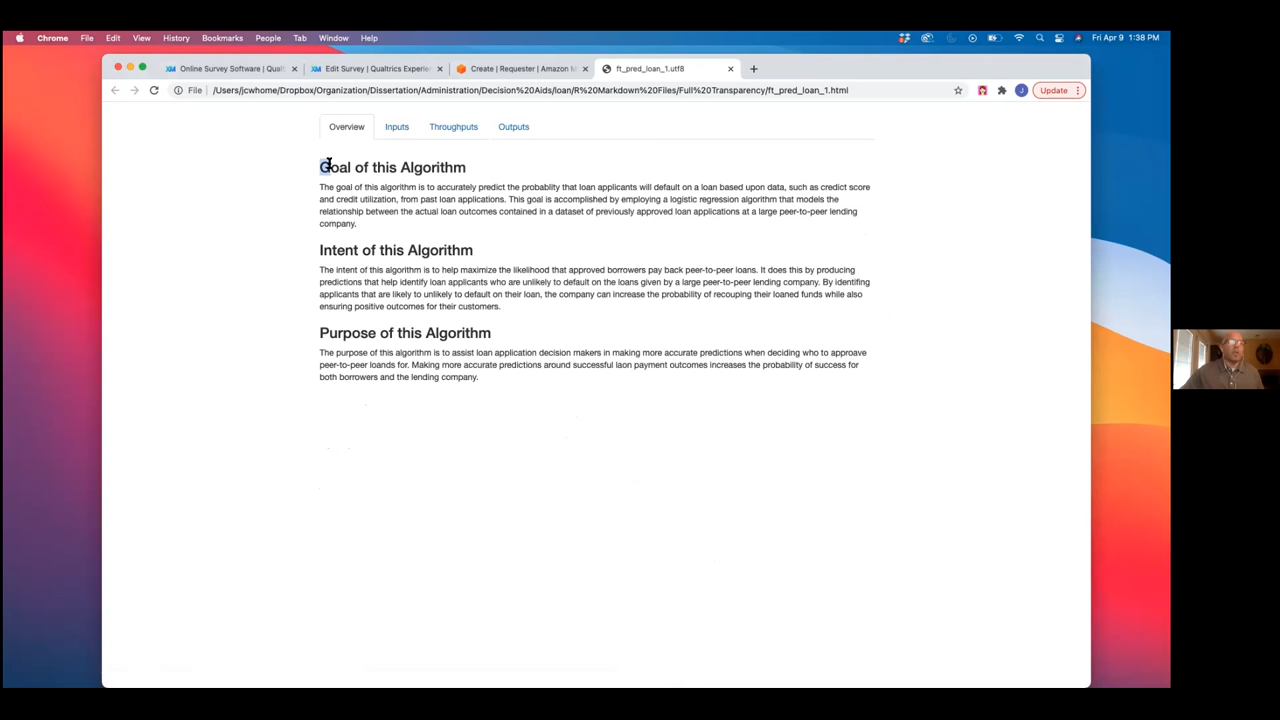 Chrome File Edit View History Bookmarks People Tab Window Help Fri Apr 9 1:38 PM
Online Survey Software | Qual Edit Survey | Qualtrics Experie Create | Requester | Amazon M ft_pred_loan_1.utf8
File /Users/jcwhome/Dropbox/Organization/Dissertation/Administration/Decision%20Aids/loan/R%20Markdown%20Files/Full%20Transparency/ft_pred_loan_1.html J Update
Overview Inputs Throughputs Outputs
Goal of this Algorithm
The goal of this algorithm is to accurately predict the probablity that loan applicants will default on a loan based upon data, such as credict score
and credit utilization, from past loan applications. This goal is accomplished by employing a logistic regression algorithm that models the
relationship between the actual loan outcomes contained in a dataset of previously approved loan applications at a large peer-to-peer lending
company.
Intent of this Algorithm
The intent of this algorithm is to help maximize the likelihood that approved borrowers pay back peer-to-peer loans. It does this by producing
predictions that help identify loan applicants who are unlikely to default on the loans given by a large peer-to-peer lending company. By identifing
applicants that are likely to unlikely to default on their loan, the company can increase the probability of recouping their loaned funds while also
ensuring positive outcomes for their customers.
Purpose of this Algorithm
The purpose of this algorithm is to assist loan application decision makers in making more accurate predictions when deciding who to approave
peer-to-peer loands for. Making more accurate predictions around successful laon payment outcomes increases the probability of success for
both borrowers and the lending company.